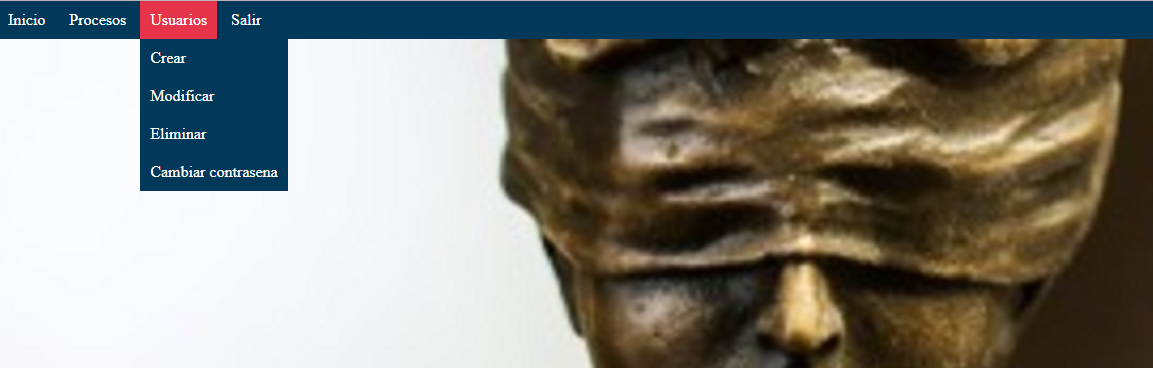 Inicio Procesos Usuarios Salir
Crear
Modificar
Eliminar
Cambiar contrasena